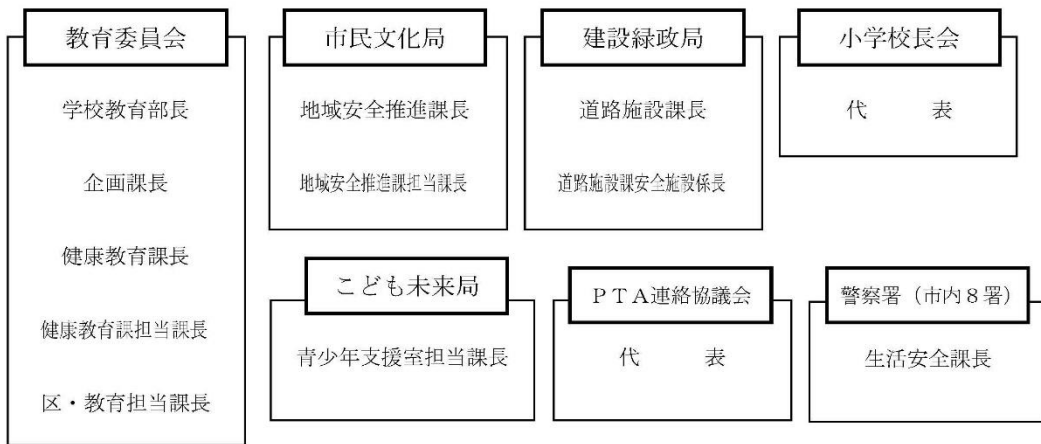 教育委員会
学校教育部長
企画課長
健康教育課長
健康教育課担当課長
区・教育担当課長
市民文化局
地域安全推進課長
地域安全推進課担当課長
建設緑政局
道路施設課長
道路施設課安全施設係長
小学校長会
代　　表
こども未来局
青少年支援室担当課長
ＰＴＡ連絡協議会
代　　表
警察署（市内８署）
生活安全課長